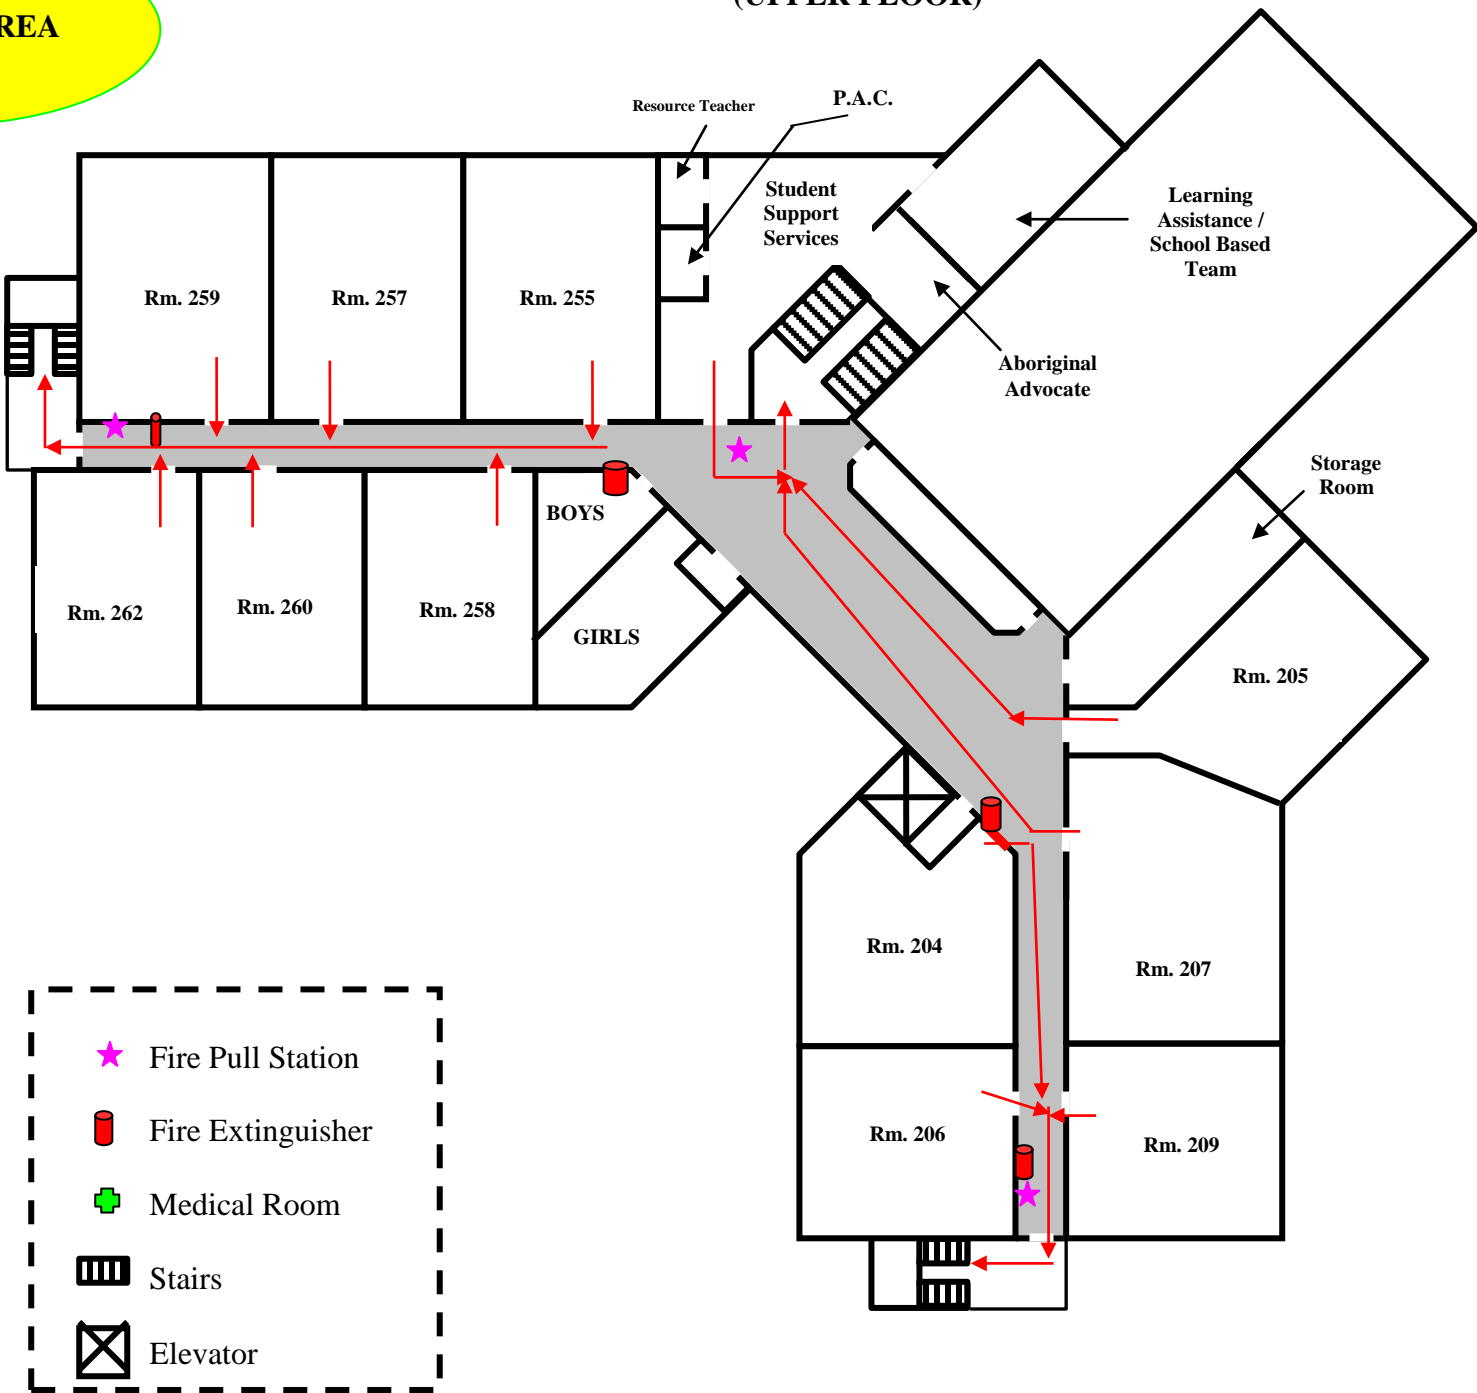 REA
(UPPER FLOOR)
Resource Teacher
P.A.C.
Student
Support
Services
Learning
Assistance /
School Based
Team
Rm. 259
Rm. 257
Rm. 255
Aboriginal
Advocate
Storage
Room
BOYS
Rm. 262
Rm. 260
Rm. 258
GIRLS
Rm. 205
Rm. 204
Rm. 207
Rm. 206
Rm. 209
Fire Pull Station
Fire Extinguisher
Medical Room
Stairs
Elevator